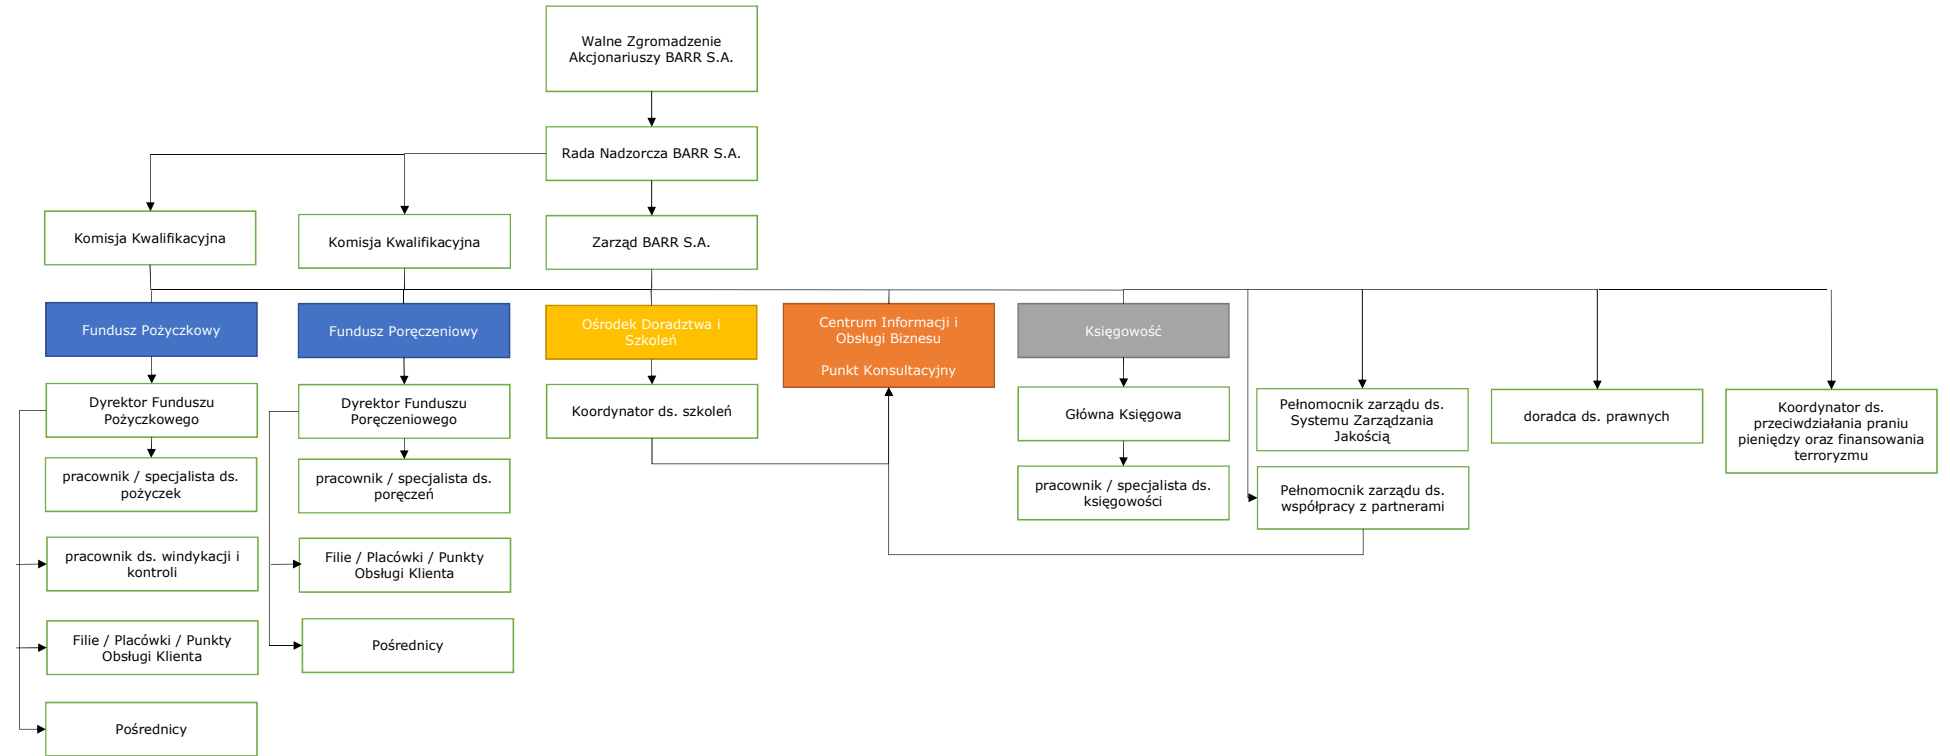 Walne Zgromadzenie
Akcjonariuszy BARR S.A.
Rada Nadzorcza BARR S.A.
Komisja Kwalifikacyjna
Komisja Kwalifikacyjna
Zarząd BARR S.A.
Fundusz Pożyczkowy
Fundusz Poręczeniowy
Ośrodek Doradztwa i
Szkoleń
Centrum Informacji i
Obsługi Biznesu
Punkt Konsultacyjny
Księgowość
Dyrektor Funduszu
Pożyczkowego
Dyrektor Funduszu
Poręczeniowego
Koordynator ds. szkoleń
Główna Księgowa
Pełnomocnik zarządu ds.
Systemu Zarządzania
Jakością
doradca ds. prawnych
Koordynator ds.
przeciwdziałania praniu
pieniędzy oraz finansowania
terroryzmu
pracownik / specjalista ds.
pożyczek
pracownik / specjalista ds.
poręczeń
pracownik / specjalista ds.
księgowości
Pełnomocnik zarządu ds.
współpracy z partnerami
pracownik ds. windykacji i
kontroli
Filie / Placówki / Punkty
Obsługi Klienta
Filie / Placówki / Punkty
Obsługi Klienta
Pośrednicy
Pośrednicy